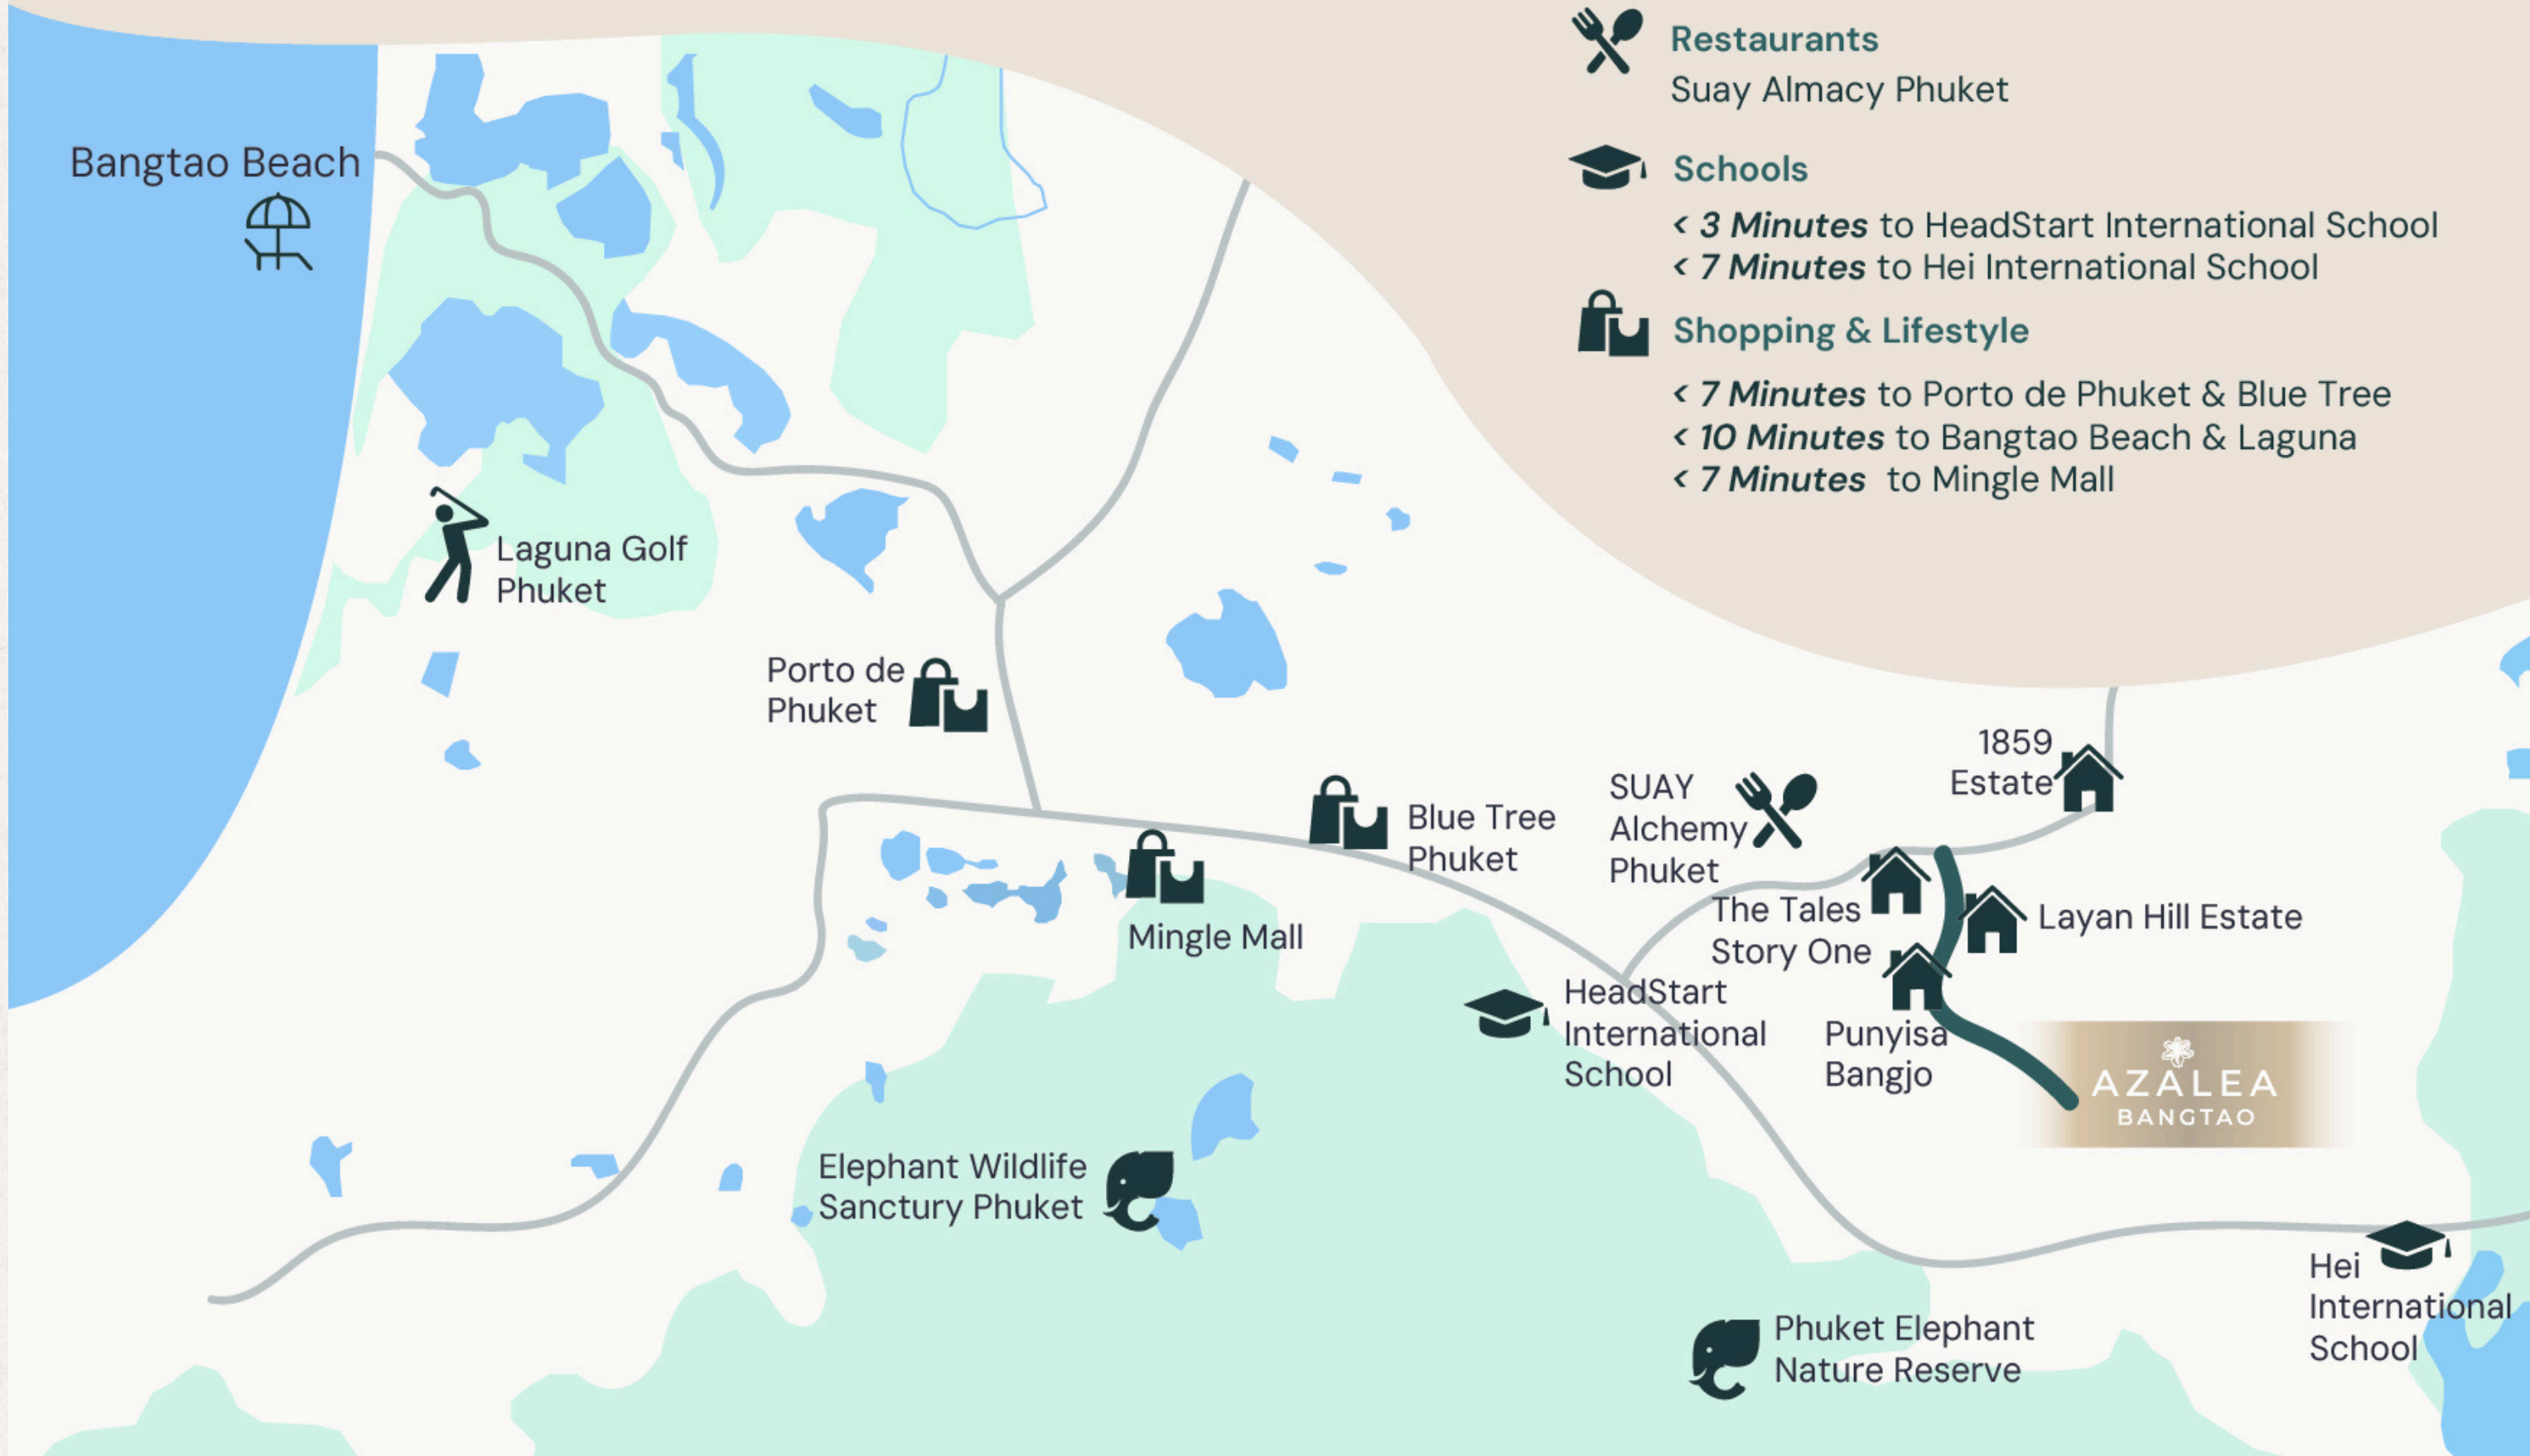 Restaurants
Suay Almacy Phuket
Schools
< 3 Minutes to HeadStart International School
< 7 Minutes to Hei International School
Shopping & Lifestyle
< 7 Minutes to Porto de Phuket & Blue Tree
< 10 Minutes to Bangtao Beach & Laguna
< 7 Minutes to Mingle Mall
Bangtao Beach
Laguna Golf
Phuket
Porto de
Phuket
1859
Estate
Blue Tree
Phuket
SUAY
Alchemy
Phuket
Mingle Mall
The Tales
Story One
Layan Hill Estate
HeadStart
International
School
Punyisa
Bangjo
AZALEA
BANGTAO
Elephant Wildlife
Sanctury Phuket
Hei
International
School
Phuket Elephant
Nature Reserve